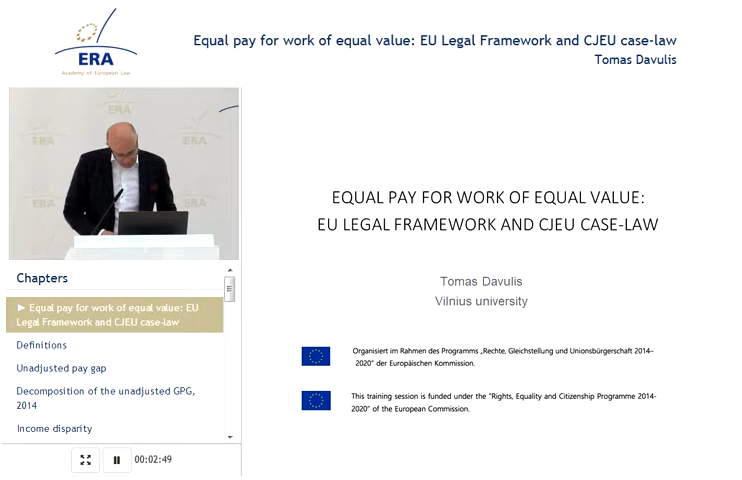 Equal pay for work of equal value: EU Legal Framework and CJEU case-law
Tomas Davulis
ERA
Academy of European Law
ERA
ERA
ERA
ERA
ERA
Chapters
► Equal pay for work of equal value: EU
Legal Framework and CJEU case-law
Definitions
Unadjusted pay gap
Decomposition of the unadjusted GPG,
2014
Income disparity
00:02:49
EQUAL PAY FOR WORK OF EQUAL VALUE:
EU LEGAL FRAMEWORK AND CJEU CASE-LAW
Tomas Davulis
Vilnius university
Organisiert im Rahmen des Programms „Rechte, Gleichstellung und Unionsbürgerschaft 2014–
2020“ der Europäischen Kommission.
This training session is funded under the "Rights, Equality and Citizenship Programme 2014-
2020" of the European Commission.